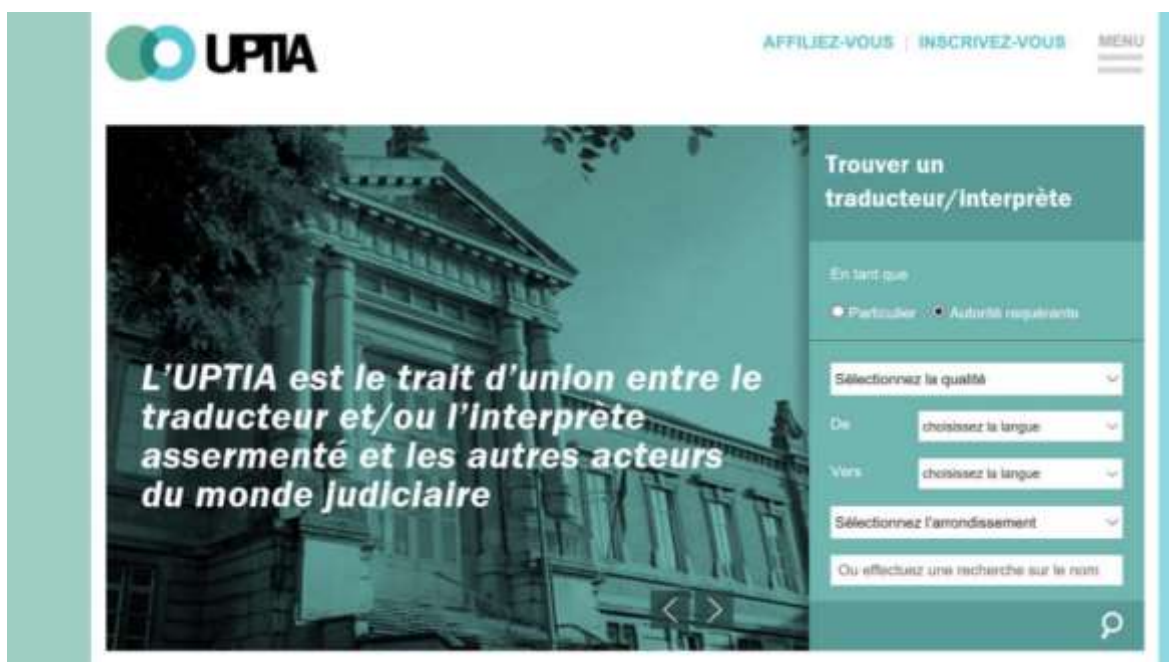 UPTIA
AFFILIEZ-VOUS | INSCRIVEZ-VOUS
MENU
L'UPTIA est le trait d'union entre le
traducteur et/ou l'interprète
assermenté et les autres acteurs
du monde judiciaire
Trouver un
traducteur/interprète
En tant que
Particulier Autorité requérante
Sélectionnez la qualité
De choisissez la langue
Vers choisissez la langue
Sélectionnez l'arrondissement
Ou effectuez une recherche sur le nom